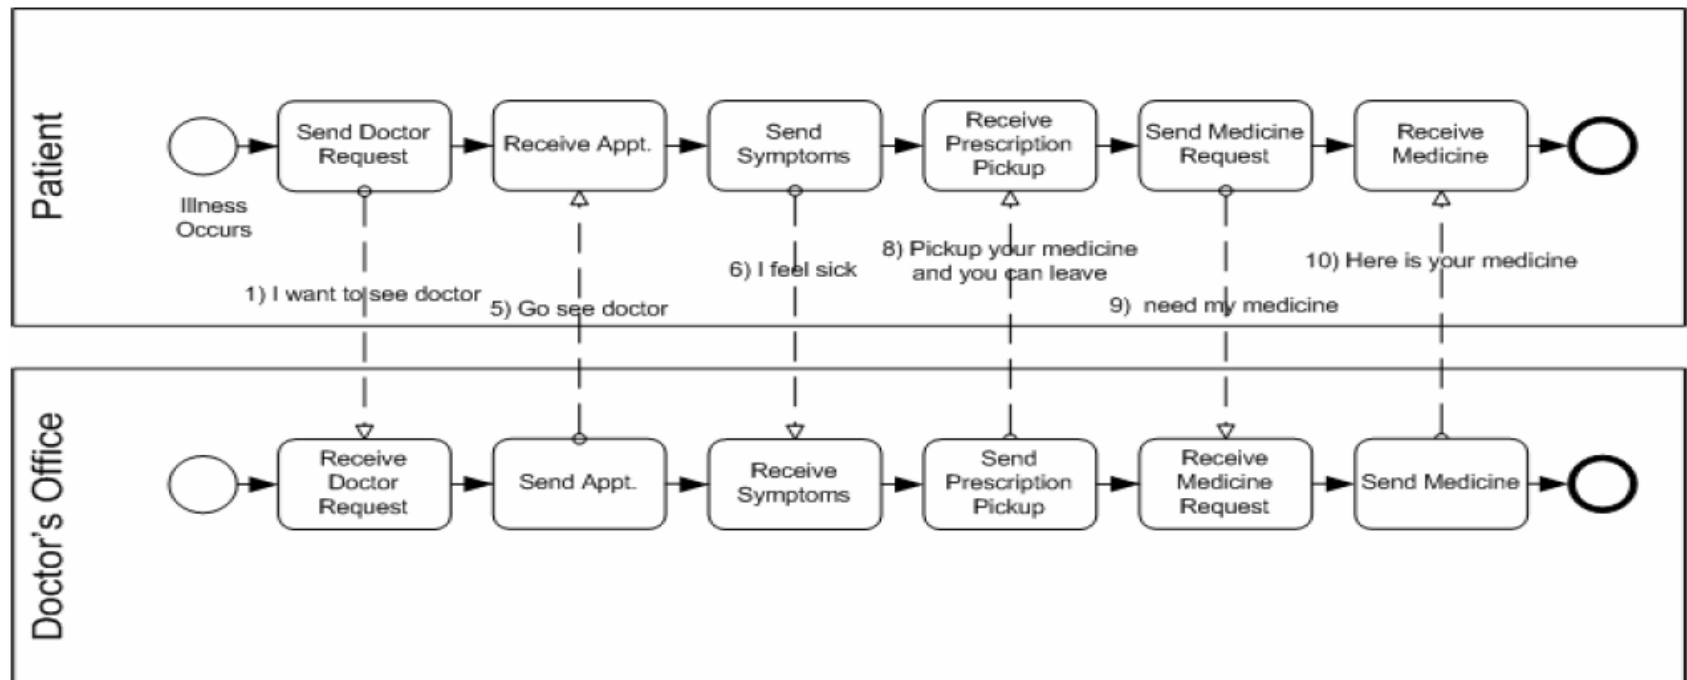 Patient
Send Doctor
Request
Receive Appt.
Send
Symptoms
Receive
Prescription
Pickup
Send Medicine
Request
Receive
Medicine
Illness
Occurs
1) I want to see doctor
5) Go see doctor
6) I feel sick
8) Pickup your medicine
and you can leave
9) need my medicine
10) Here is your medicine
Doctor's Office
Receive
Doctor
Request
Send Appt.
Receive
Symptoms
Send
Prescription
Pickup
Receive
Medicine
Request
Send Medicine